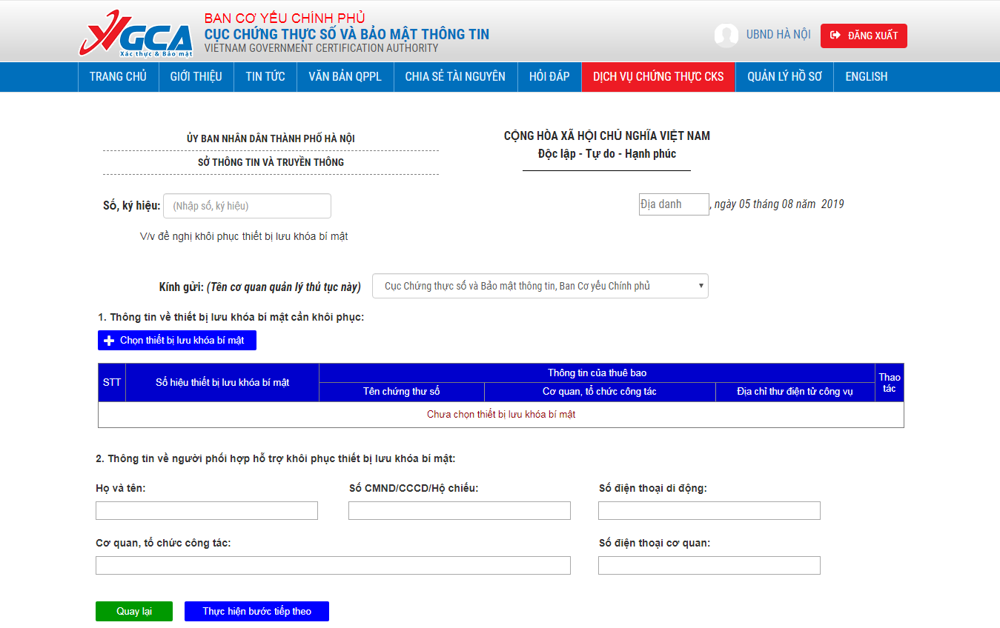 VGCA
Xác thực & Bảo mật
BAN CƠ YẾU CHÍNH PHỦ
CỤC CHỨNG THỰC SỐ VÀ BẢO MẬT THÔNG TIN
VIETNAM GOVERNMENT CERTIFICATION AUTHORITY
UBND HÀ NỘI
ĐĂNG XUẤT
TRANG CHỦ GIỚI THIỆU TIN TỨC VĂN BẢN QPPL CHIA SẺ TÀI NGUYÊN HỎI ĐÁP DỊCH VỤ CHỨNG THỰC CKS QUẢN LÝ HỒ SƠ ENGLISH
ỦY BAN NHÂN DÂN THÀNH PHỐ HÀ NỘI
SỞ THÔNG TIN VÀ TRUYỀN THÔNG
CỘNG HÒA XÃ HỘI CHỦ NGHĨA VIỆT NAM
Độc lập - Tự do - Hạnh phúc
Số, ký hiệu: (Nhập số, ký hiệu)
Địa danh , ngày 05 tháng 08 năm 2019
V/v đề nghị khôi phục thiết bị lưu khóa bí mật
Kính gửi: (Tên cơ quan quản lý thủ tục này) Cục Chứng thực số và Bảo mật thông tin, Ban Cơ yếu Chính phủ
1. Thông tin về thiết bị lưu khóa bí mật cần khôi phục:
Chọn thiết bị lưu khóa bí mật
STT Số hiệu thiết bị lưu khóa bí mật Thông tin của thuê bao Thao tác
Tên chứng thư số Cơ quan, tổ chức công tác Địa chỉ thư điện tử công vụ
Chưa chọn thiết bị lưu khóa bí mật
2. Thông tin về người phối hợp hỗ trợ khôi phục thiết bị lưu khóa bí mật:
Họ và tên: Số CMND/CCCD/Hộ chiếu: Số điện thoại di động:
Cơ quan, tổ chức công tác: Số điện thoại cơ quan:
Quay lại Thực hiện bước tiếp theo